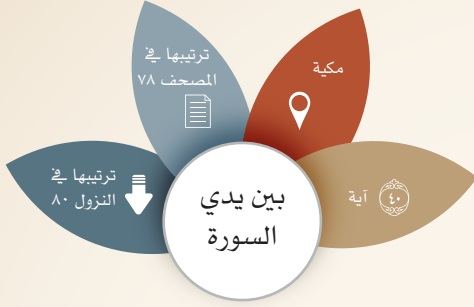 بين يدي
السورة
٤٠ آية
مكية
ترتيبها في
المصحف ٧٨
ترتيبها في
النزول ٨٠